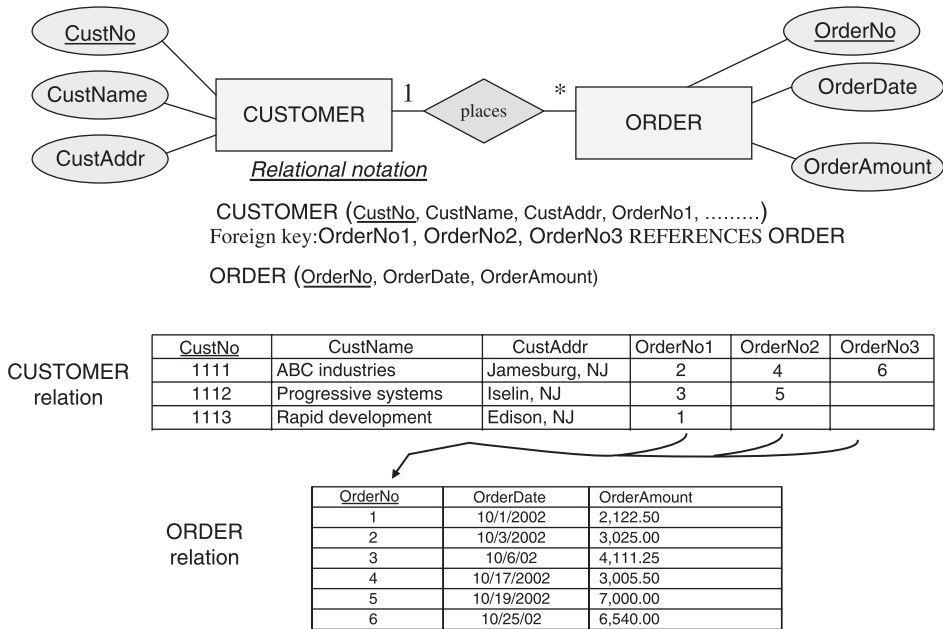 CustNo
OrderNo
CustName
OrderDate
CustAddr
OrderAmount
CUSTOMER
1
places
*
ORDER
Relational notation
CUSTOMER (CustNo, CustName, CustAddr, OrderNo1, .........)
Foreign key:OrderNo1, OrderNo2, OrderNo3 REFERENCES ORDER
ORDER (OrderNo, OrderDate, OrderAmount)
CUSTOMER
relation
CustNo CustName CustAddr OrderNo1 OrderNo2 OrderNo3
1111 ABC industries Jamesburg, NJ 2 4 6
1112 Progressive systems Iselin, NJ 3 5
1113 Rapid development Edison, NJ 1
ORDER
relation
OrderNo OrderDate OrderAmount
1 10/1/2002 2,122.50
2 10/3/2002 3,025.00
3 10/6/02 4,111.25
4 10/17/2002 3,005.50
5 10/19/2002 7,000.00
6 10/25/02 6,540.00